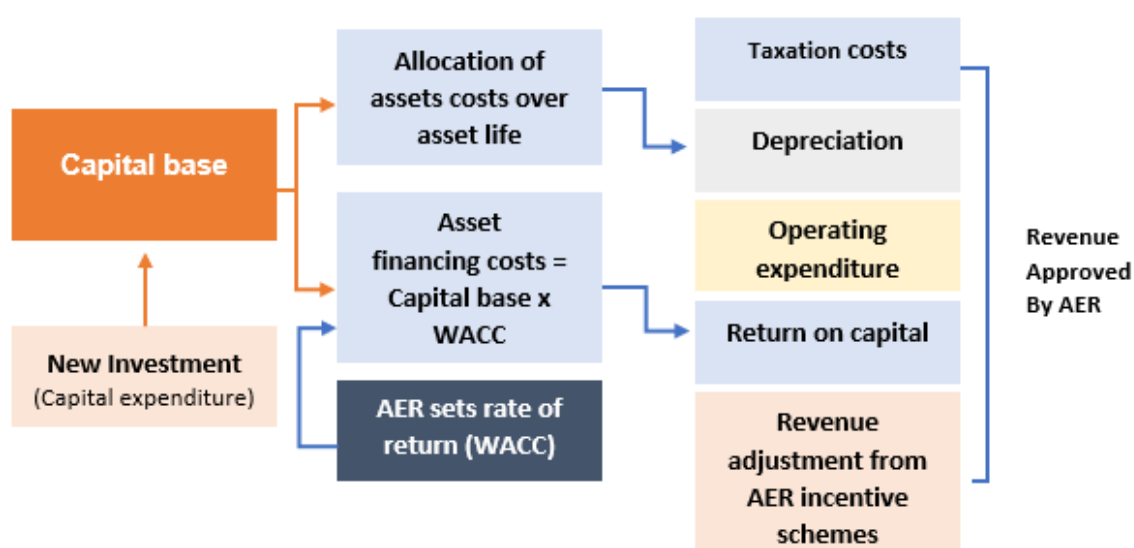 Capital base
New Investment
(Capital expenditure)
Allocation of
assets costs over
asset life
Asset
financing costs =
Capital base x
WACC
AER sets rate of
return (WACC)
Taxation costs
Depreciation
Operating
expenditure
Return on capital
Revenue
adjustment from
AER incentive
schemes
Revenue
Approved
By AER